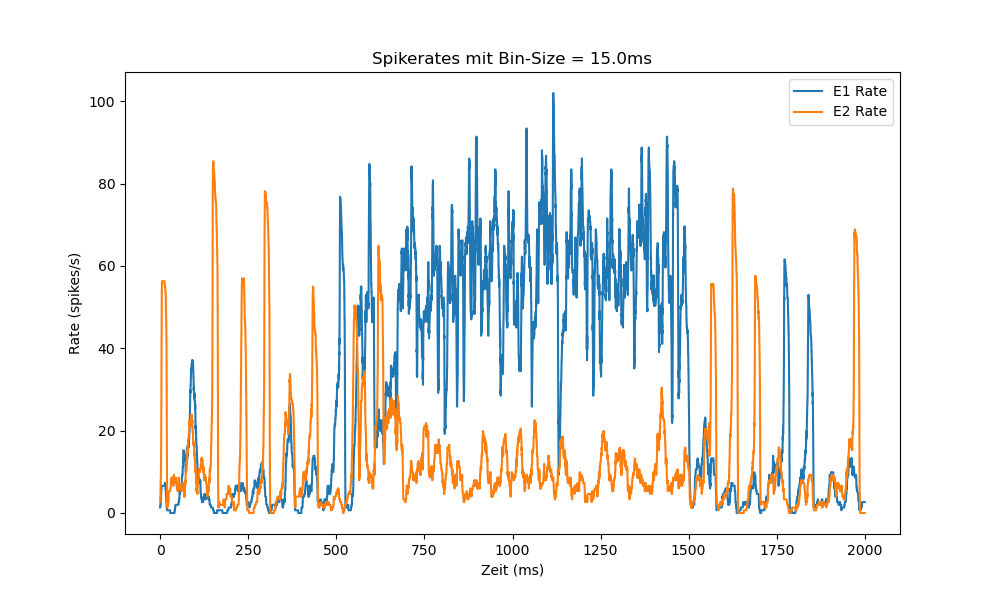 Spikerates mit Bin-Size = 15.0ms
E1 Rate
E2 Rate
Rate (spikes/s)
100
80
60
40
20
0
0 250 500 750 1000 1250 1500 1750 2000
Zeit (ms)